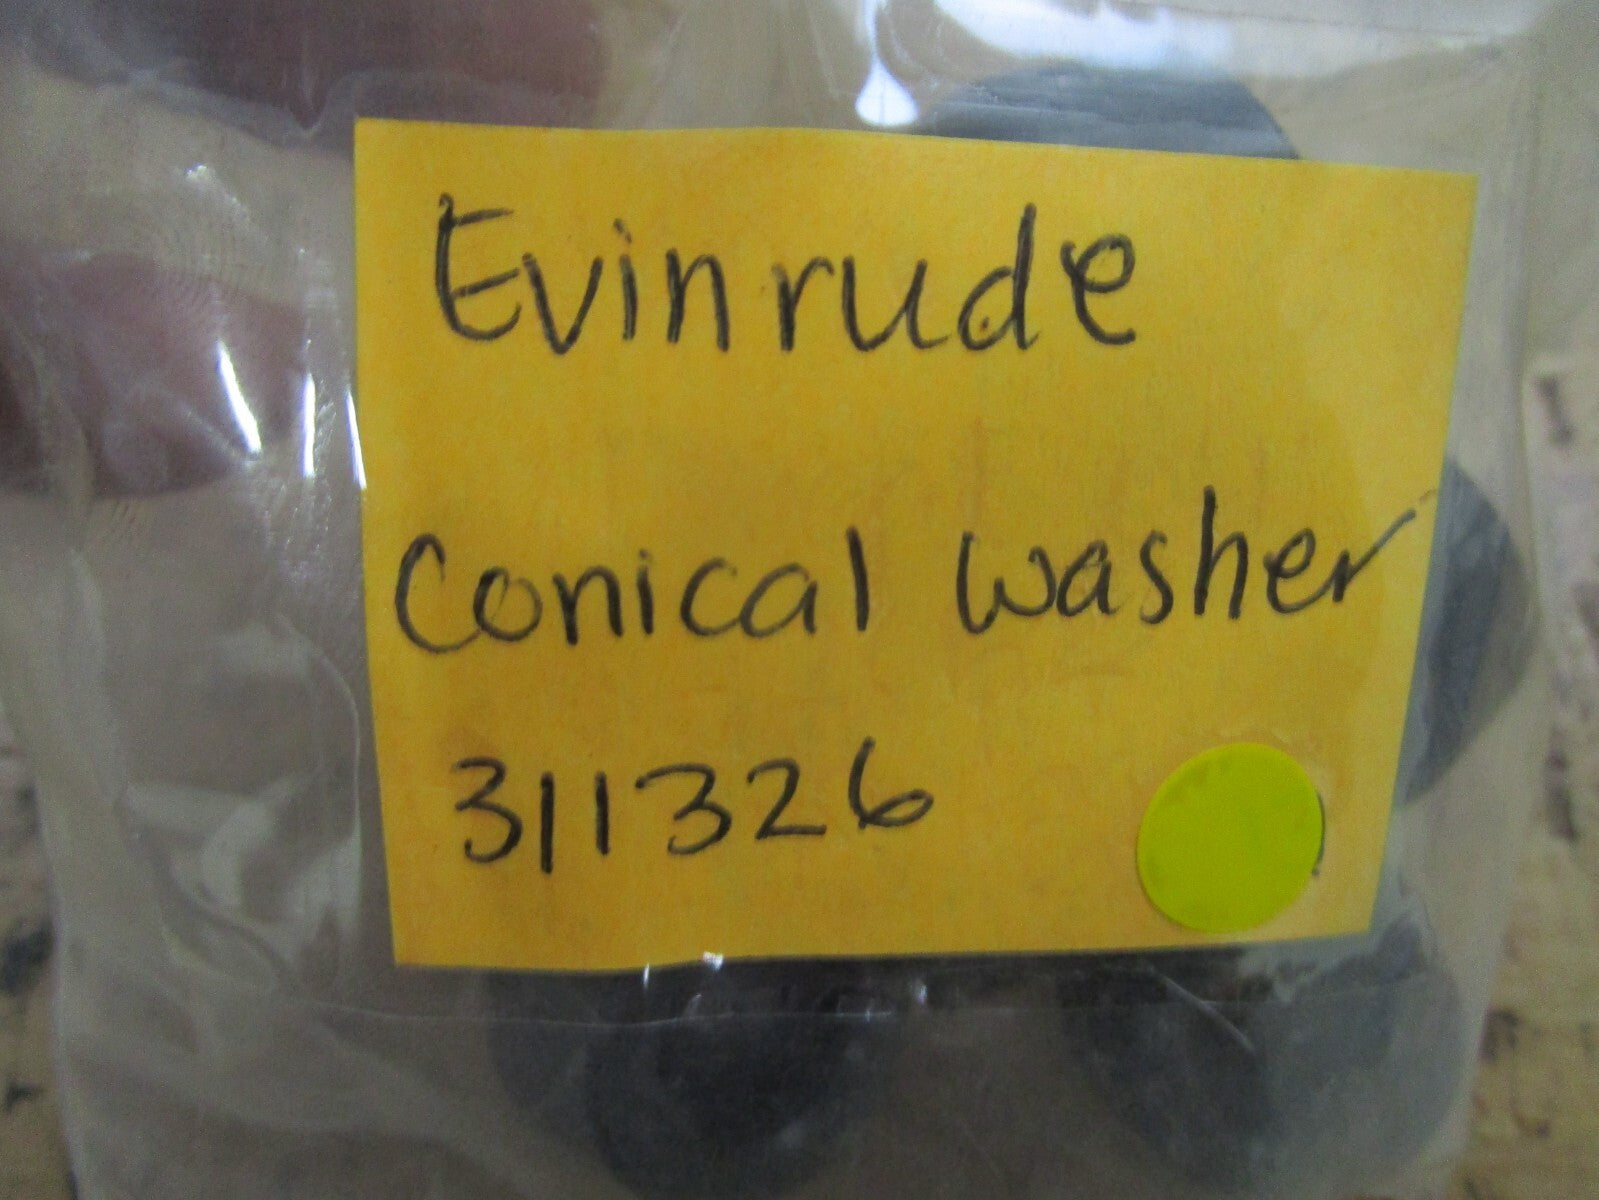 Evinrude
Conical washer
311326